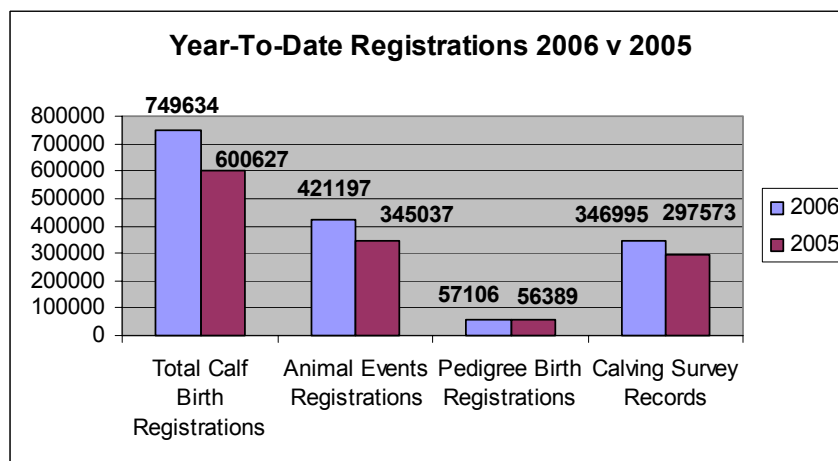 Year-To-Date Registrations 2006 v 2005
800000
700000
600000
500000
400000
300000
200000
100000
0
749634
600627
421197
345037
57106
56389
346995
297573
Total Calf
Birth
Registrations
Animal Events
Registrations
Pedigree Birth
Registrations
Calving Survey
Records
2006
2005